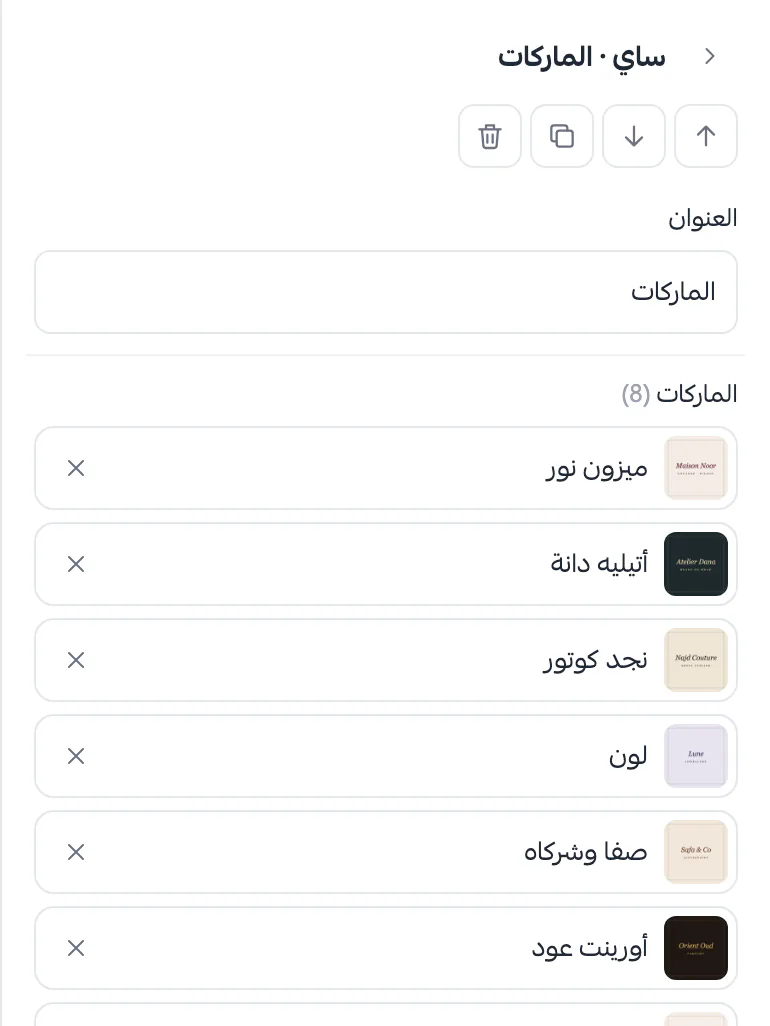 ساي · الماركات
العنوان
الماركات
الماركات (8)
Maison Noor
ميزون نور
Atelier Dana
أتيليه دانة
Najd Couture
نجد كوتور
Lune
لون
Safa & Co
صفا وشركاه
Orient Oud
أورينت عود